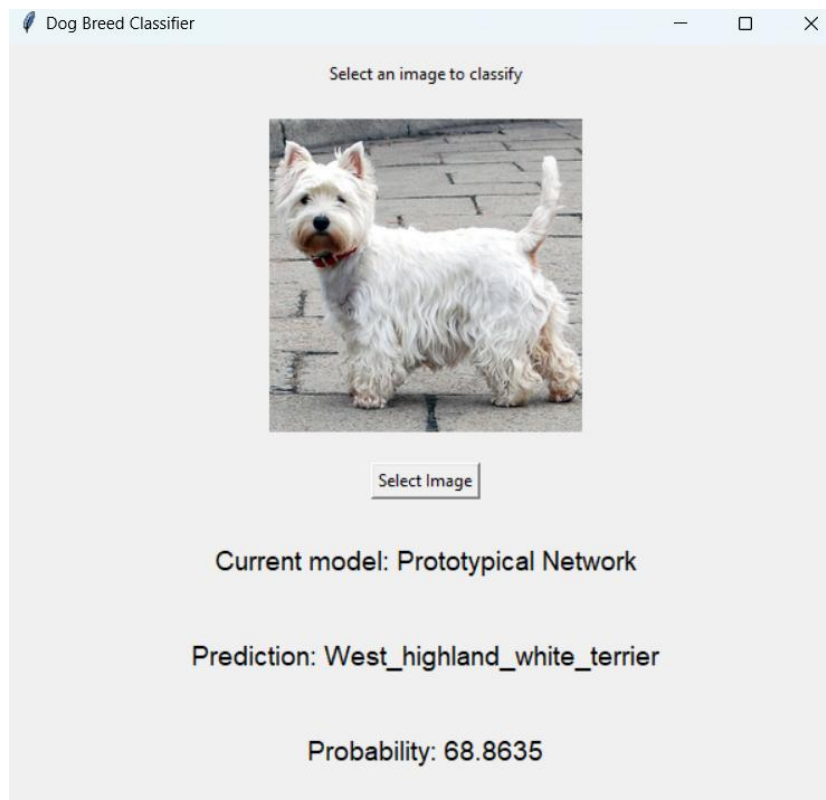 Dog Breed Classifier
Select an image to classify
Select Image
Current model: Prototypical Network
Prediction: West_highland_white_terrier
Probability: 68.8635